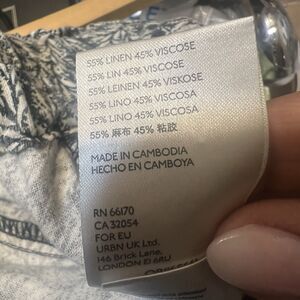 55% LINEN 45% VISCOSE
55% LIN 45% VISCOSE
55% LEINEN 45% VISKOSE
55% LINO 45% VISCOSA
55% LINO 45% VISCOSA
55% 麻布 45% 粘胶
MADE IN CAMBODIA
HECHO EN CAMBOYA
RN 66170
CA 32054
FOR EU
URBN UK Ltd.
146 Brick Lane,
LONDON E1 6RU